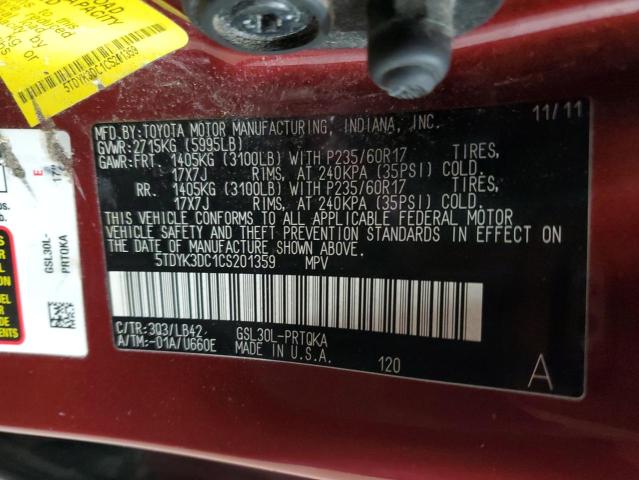 MFD. BY: TOYOTA MOTOR MANUFACTURING, INDIANA, INC. 11/11
GVWR: 2715KG (5995LB)
GAWR: FRT. 1405KG (3100LB) WITH P235/60R17 TIRES,
17X7J RIMS, AT 240KPA (35PSI) COLD.
RR. 1405KG (3100LB) WITH P235/60R17 TIRES,
17X7J RIMS, AT 240KPA (35PSI) COLD.
THIS VEHICLE CONFORMS TO ALL APPLICABLE FEDERAL MOTOR
VEHICLE SAFETY AND THEFT PREVENTION STANDARDS IN EFFECT ON
THE DATE OF MANUFACTURE SHOWN ABOVE.
5TDYK3DC1CS201359 MPV
C/TR: 3Q3/LB42 GSL30L-PRTQKA
A/TM: -01A/U660E MADE IN U.S.A.
120 A
CAPACITY
KG OR
5TDYK3DC1CS201359
E
GSL30L-
PRTQKA